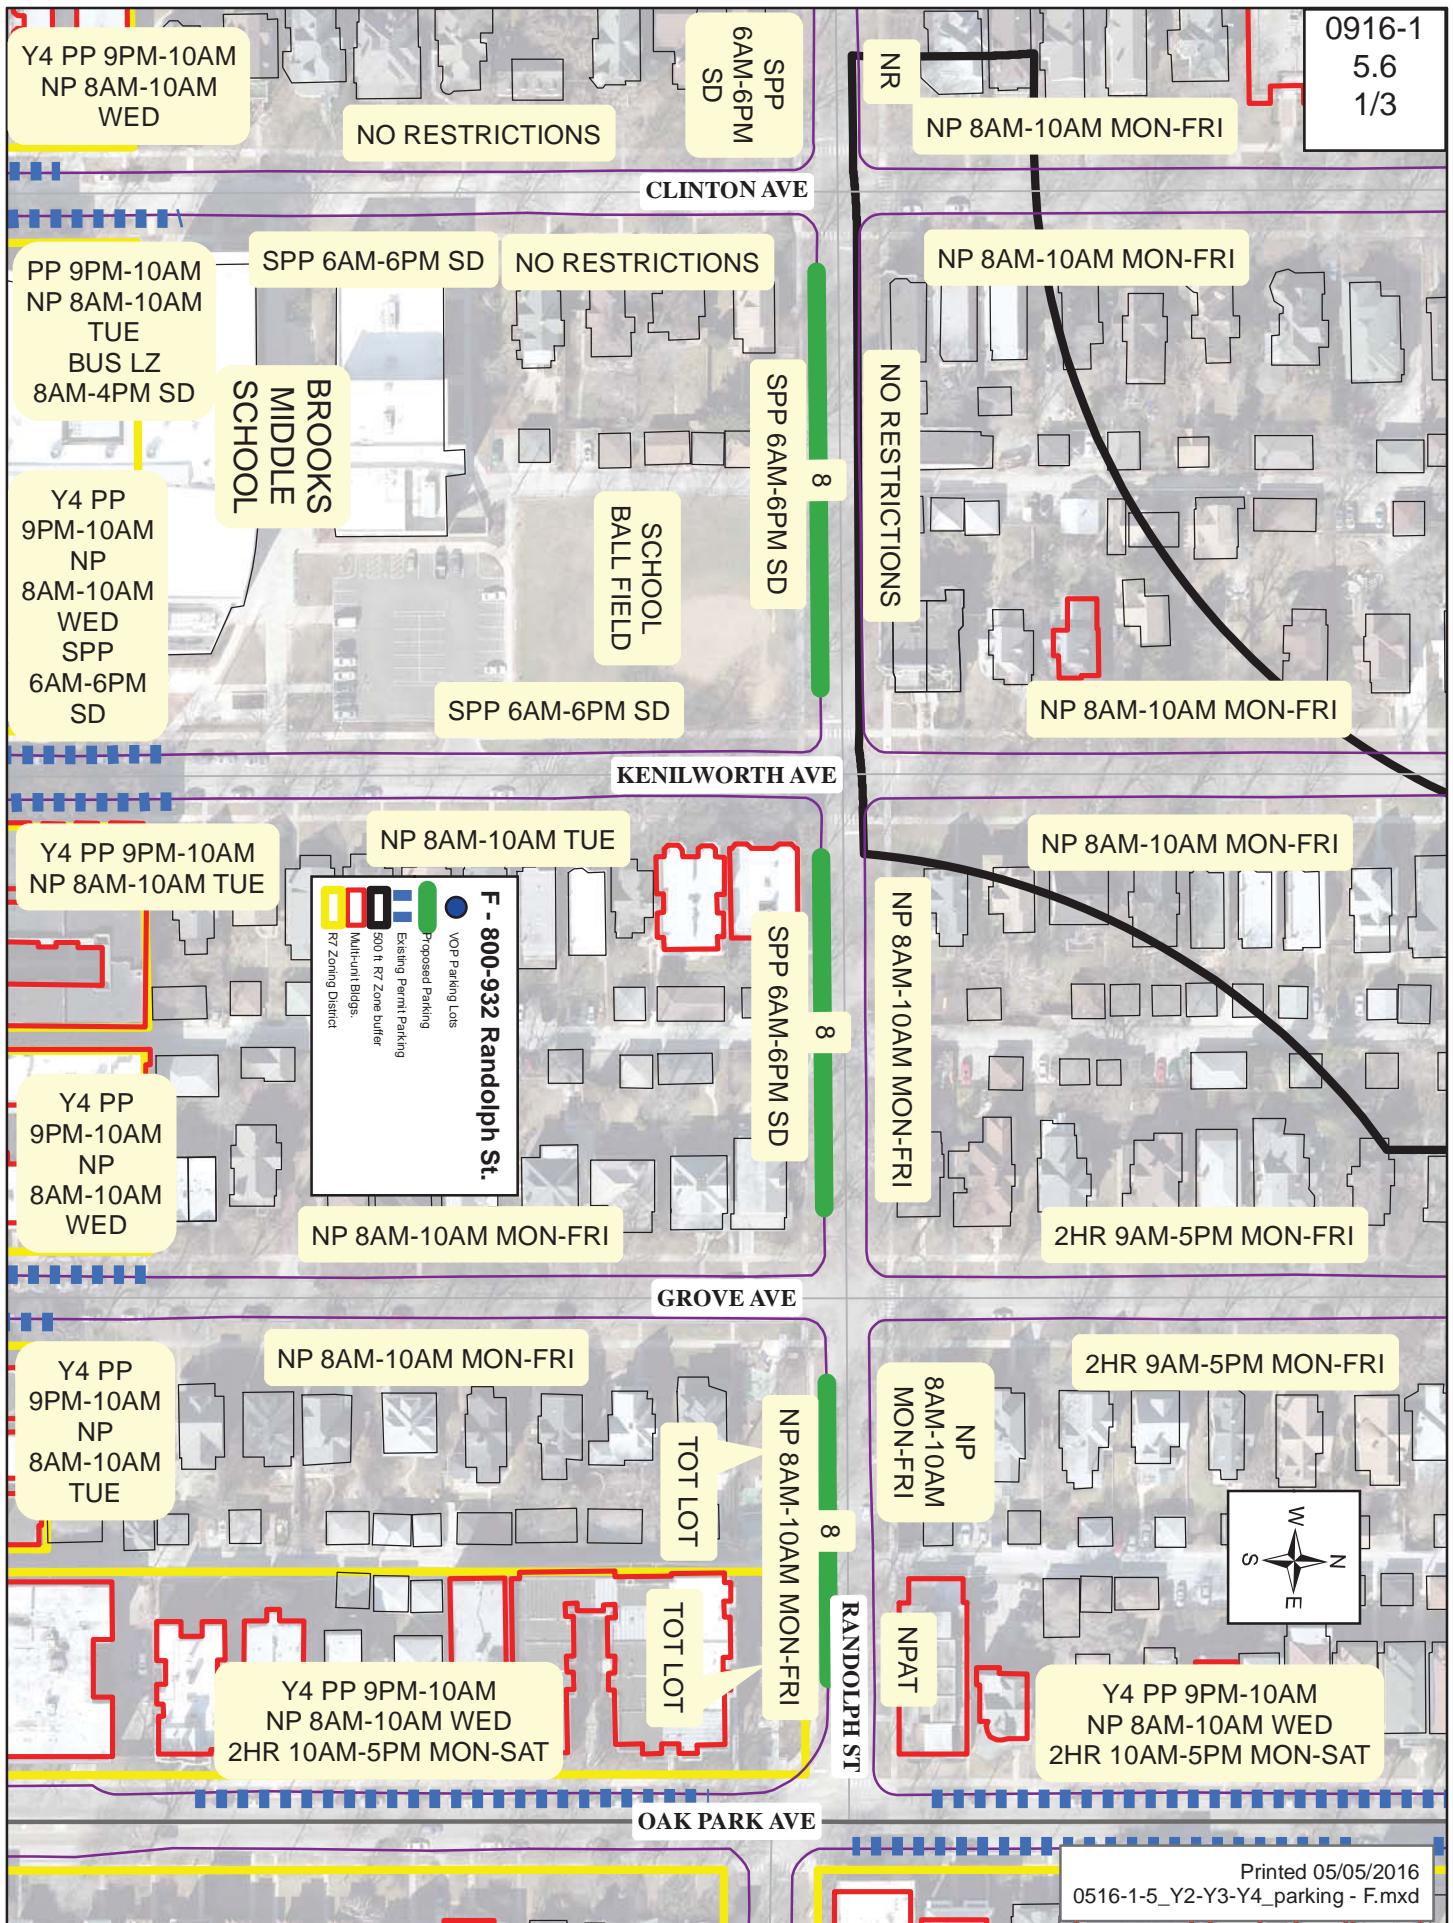 0916-1
5.6
1/3
Y4 PP 9PM-10AM
NP 8AM-10AM
WED
NO RESTRICTIONS
SPP
6AM-6PM
SD
NR
NP 8AM-10AM MON-FRI
CLINTON AVE
PP 9PM-10AM
NP 8AM-10AM
TUE
BUS LZ
8AM-4PM SD
SPP 6AM-6PM SD
NO RESTRICTIONS
NP 8AM-10AM MON-FRI
BROOKS
MIDDLE
SCHOOL
SPP 6AM-6PM SD
8
NO RESTRICTIONS
Y4 PP
9PM-10AM
NP
8AM-10AM
WED
SPP
6AM-6PM
SD
SCHOOL
BALL FIELD
SPP 6AM-6PM SD
NP 8AM-10AM MON-FRI
KENILWORTH AVE
Y4 PP 9PM-10AM
NP 8AM-10AM TUE
NP 8AM-10AM TUE
NP 8AM-10AM MON-FRI
F - 800-932 Randolph St.
VOP Parking Lots
Proposed Parking
Existing Permit Parking
500 ft R7 Zone buffer
Multi-unit Bldgs.
R7 Zoning District
SPP 6AM-6PM SD
8
NP 8AM-10AM MON-FRI
Y4 PP
9PM-10AM
NP
8AM-10AM
WED
NP 8AM-10AM MON-FRI
2HR 9AM-5PM MON-FRI
GROVE AVE
Y4 PP
9PM-10AM
NP
8AM-10AM
TUE
NP 8AM-10AM MON-FRI
2HR 9AM-5PM MON-FRI
TOT LOT
NP 8AM-10AM MON-FRI
8
NP
8AM-10AM
MON-FRI
N
W
S
E
TOT LOT
RANDOLPH ST
NPAT
Y4 PP 9PM-10AM
NP 8AM-10AM WED
2HR 10AM-5PM MON-SAT
Y4 PP 9PM-10AM
NP 8AM-10AM WED
2HR 10AM-5PM MON-SAT
OAK PARK AVE
Printed 05/05/2016
0516-1-5_Y2-Y3-Y4_parking - F.mxd